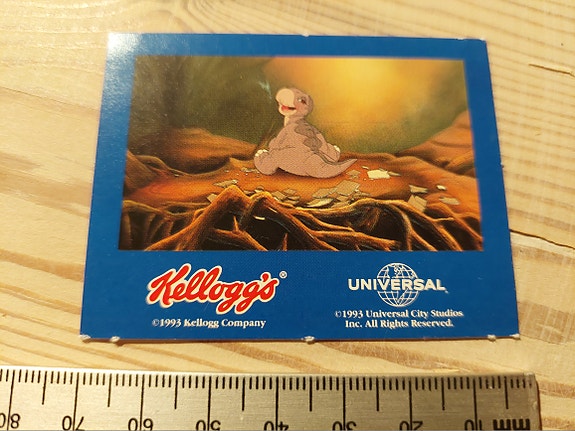 Kellogg's®
©1993 Kellogg Company
UNIVERSAL
©1993 Universal City Studios
Inc. All Rights Reserved.
80 70 60 50 40 30 20 10 mm